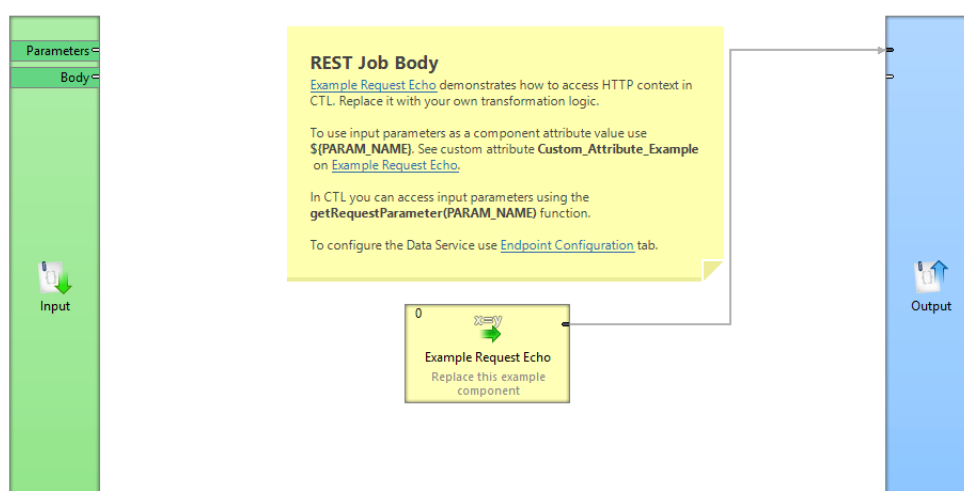 Parameters
Body
Input
REST Job Body
Example Request Echo demonstrates how to access HTTP context in
CTL. Replace it with your own transformation logic.
To use input parameters as a component attribute value use
${PARAM_NAME}. See custom attribute Custom_Attribute_Example
on Example Request Echo.
In CTL you can access input parameters using the
getRequestParameter(PARAM_NAME) function.
To configure the Data Service use Endpoint Configuration tab.
0
x=y
Example Request Echo
Replace this example
component
Output